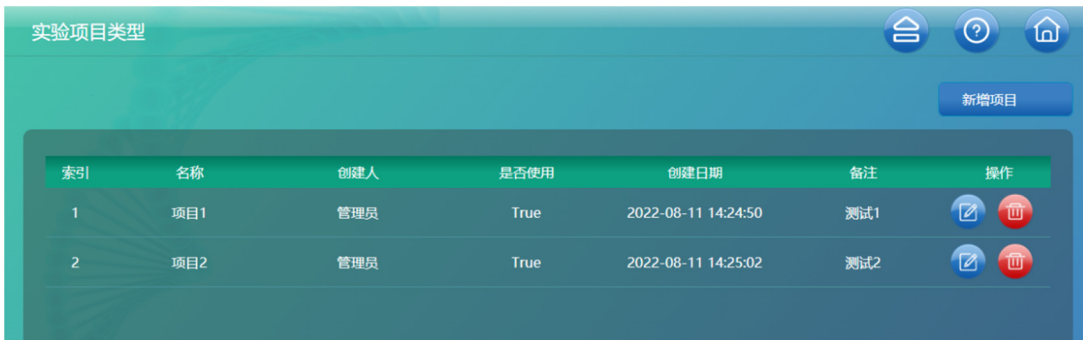 实验项目类型
新增项目
索引 名称 创建人 是否使用 创建日期 备注 操作
1 项目1 管理员 True 2022-08-11 14:24:50 测试1
2 项目2 管理员 True 2022-08-11 14:25:02 测试2